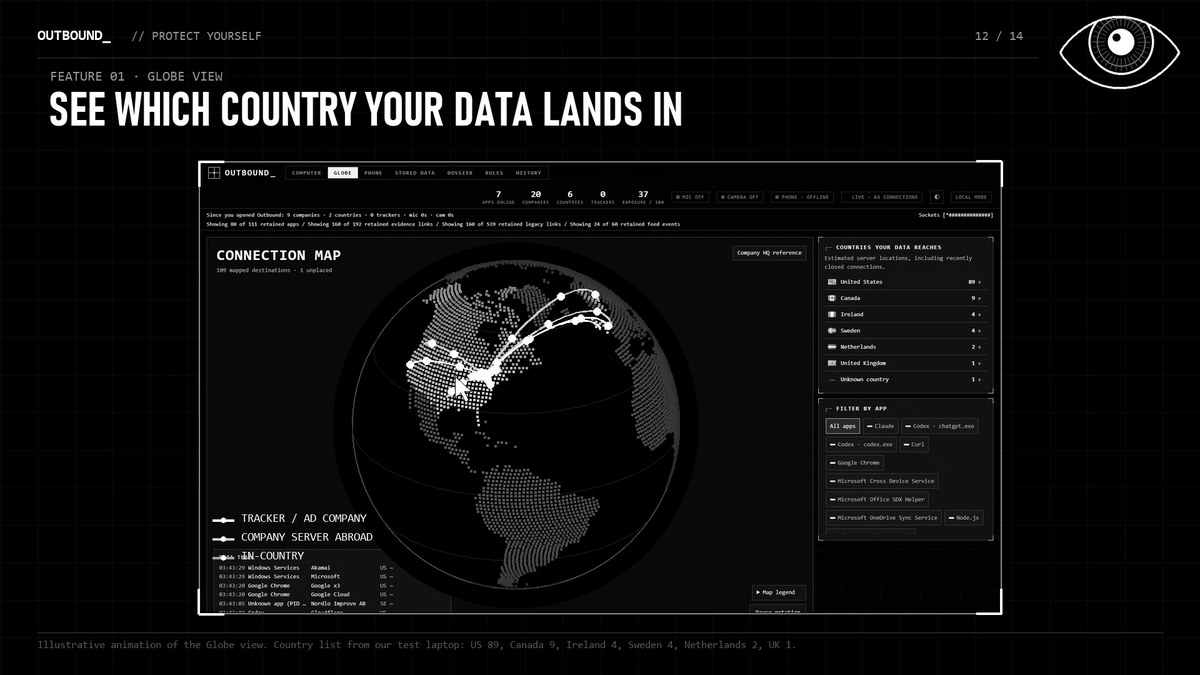 OUTBOUND_ // PROTECT YOURSELF
12 / 14
FEATURE 01 · GLOBE VIEW
SEE WHICH COUNTRY YOUR DATA LANDS IN
OUTBOUND_
COMPUTER GLOBE PHONE STORED DATA DOSSIER RULES HISTORY
7 20 6 0 37
APPS ONLINE COMPANIES COUNTRIES TRACKERS EXPOSURE / 100
MIC OFF CAMERA OFF PHONE · OFFLINE LIVE · 66 CONNECTIONS LOCAL MODE
Since you opened Outbound: 9 companies · 2 countries · 0 trackers · mic 0s · cam 0s
Showing 80 of 111 retained apps / Showing 160 of 192 retained evidence links / Showing 160 of 539 retained legacy links / Showing 24 of 60 retained feed events
CONNECTION MAP
109 mapped destinations · 1 unplaced
Company HQ reference
TRACKER / AD COMPANY
COMPANY SERVER ABROAD
IN-COUNTRY
03:43:29 Windows Services Akamai US
03:43:29 Windows Services Microsoft US
03:43:20 Google Chrome Google x3 US
03:43:20 Google Chrome Google Cloud US
03:43:05 Unknown app (PID … Nordlo Improve AB SE
Map legend
COUNTRIES YOUR DATA REACHES
Estimated server locations, including recently
closed connections.
United States 89 +
Canada 9 +
Ireland 4 +
Sweden 4 +
Netherlands 2 +
United Kingdom 1 +
Unknown country 1 +
FILTER BY APP
All apps Claude Codex · chatgpt.exe
Codex · codex.exe Curl
Google Chrome
Microsoft Cross Device Service
Microsoft Office SDX Helper
Microsoft OneDrive Sync Service Node.js
Illustrative animation of the Globe view. Country list from our test laptop: US 89, Canada 9, Ireland 4, Sweden 4, Netherlands 2, UK 1.